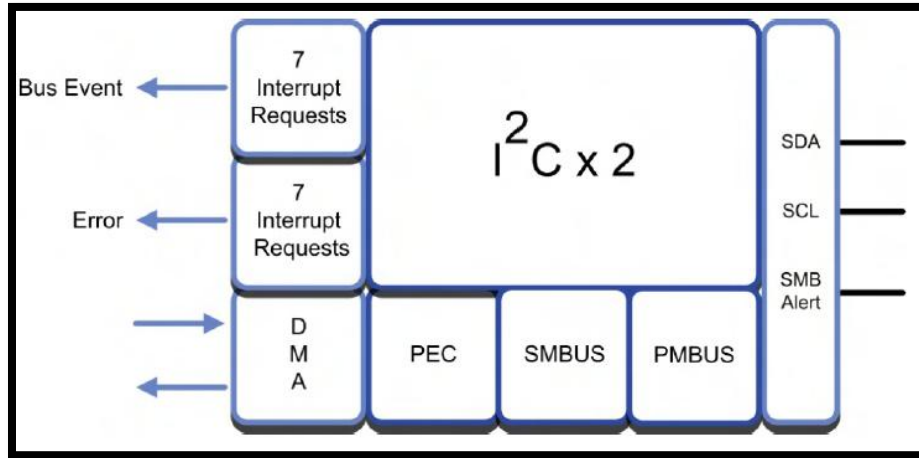 Bus Event
7
Interrupt
Requests
Error
7
Interrupt
Requests
D
M
A
I²C x 2
PEC
SMBUS
PMBUS
SDA
SCL
SMB
Alert